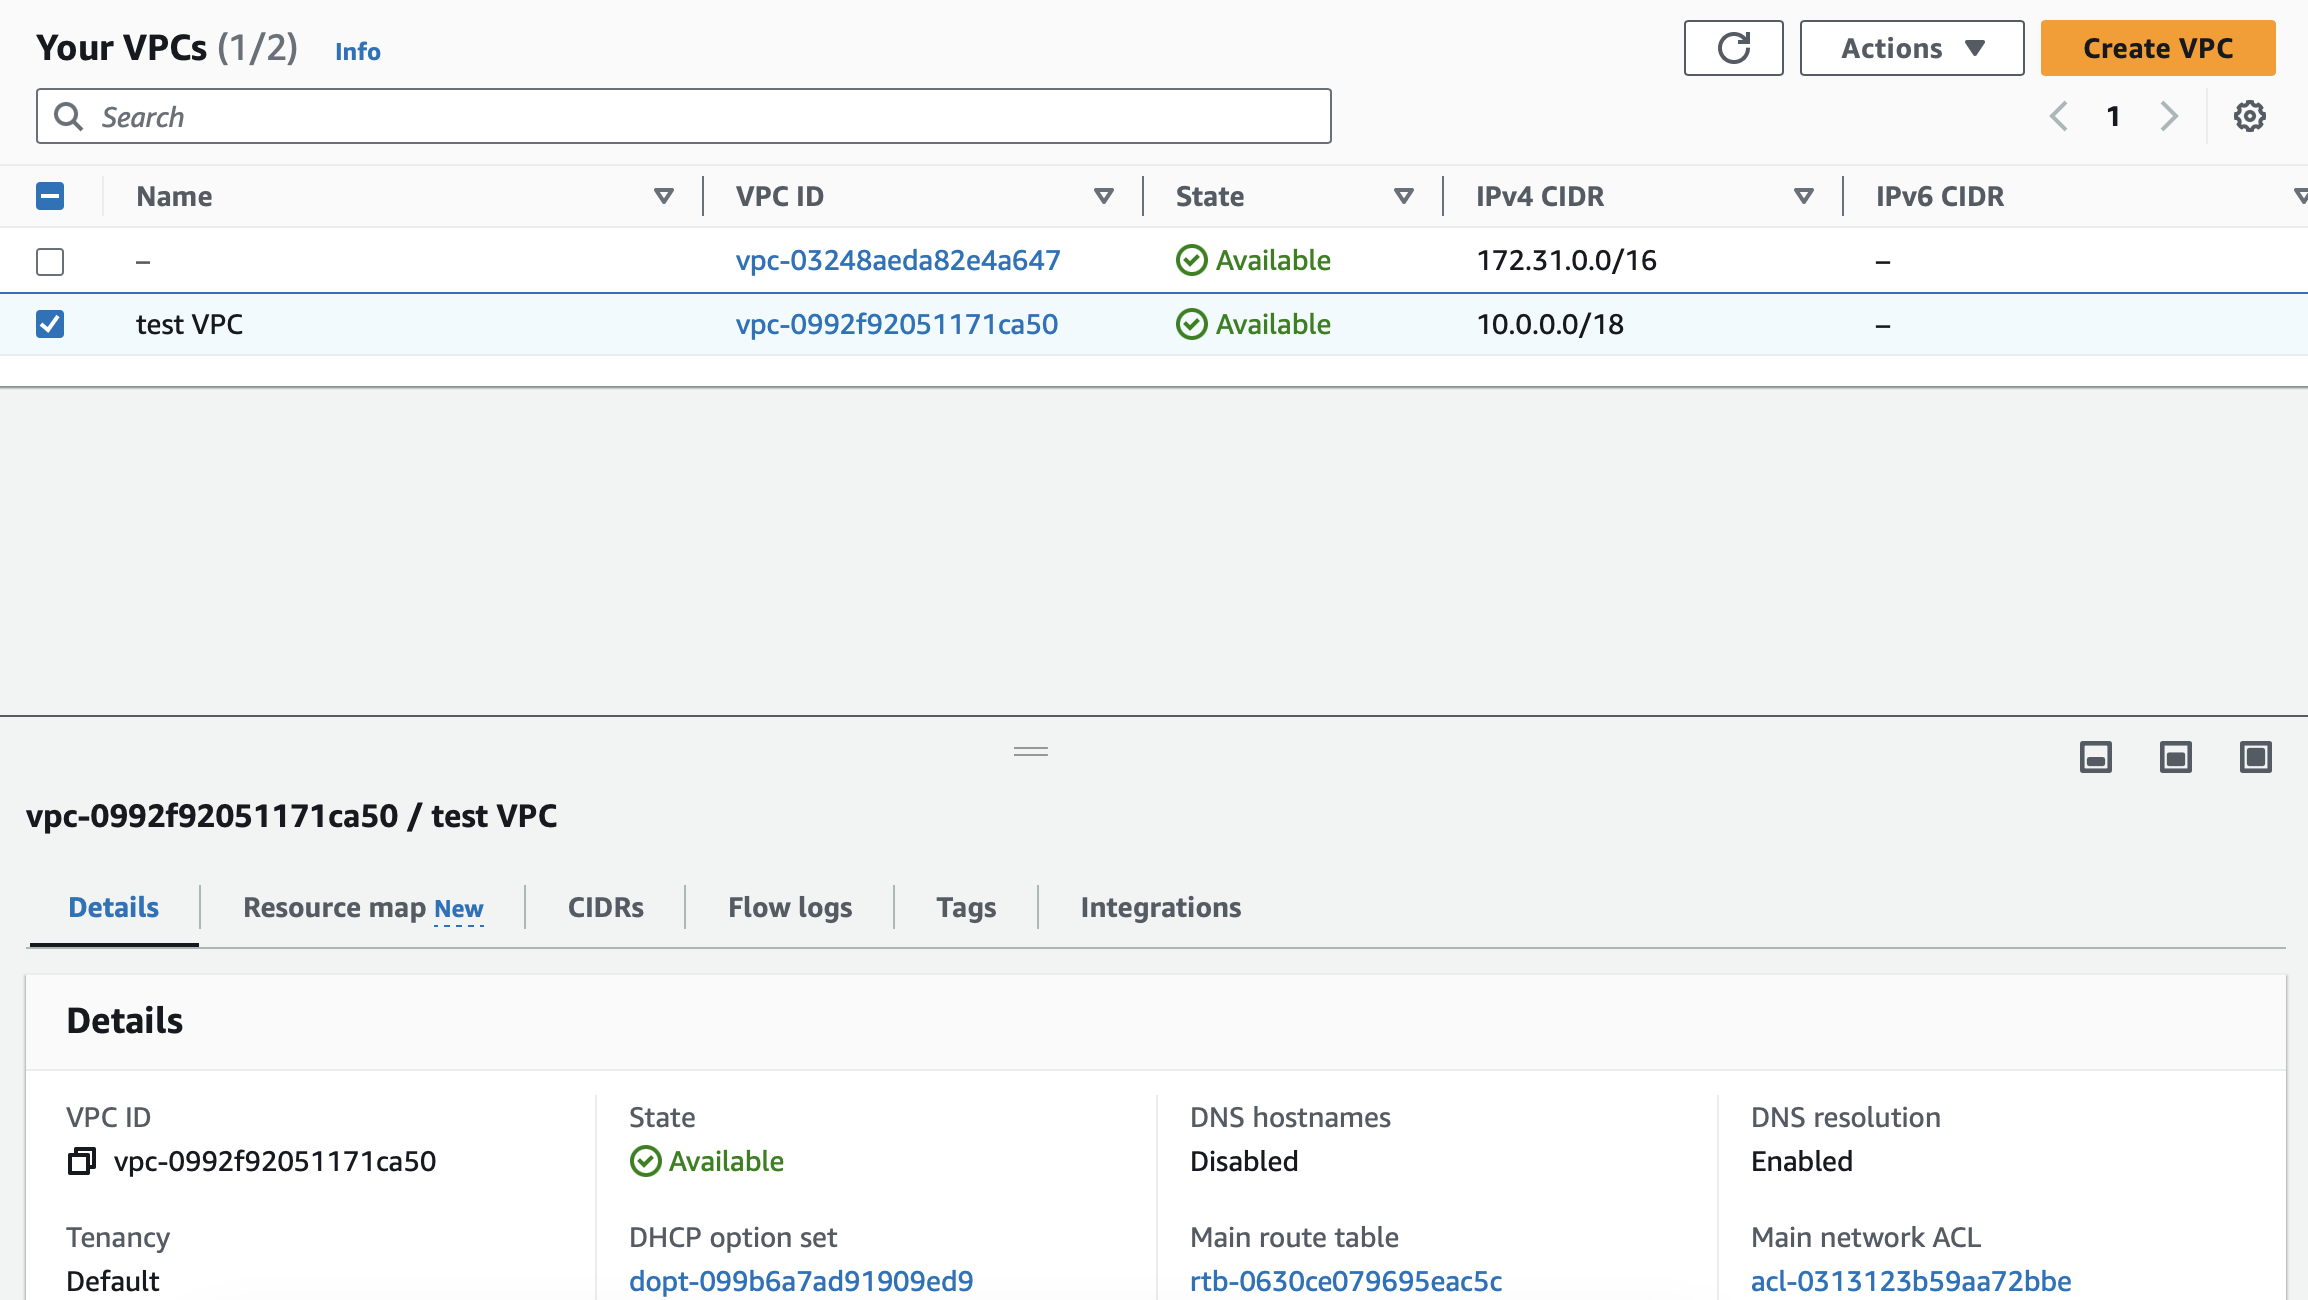 Your VPCs (1/2) Info Actions Create VPC
Search 1
Name VPC ID State IPv4 CIDR IPv6 CIDR
– vpc-03248aeda82e4a647 Available 172.31.0.0/16 –
test VPC vpc-0992f92051171ca50 Available 10.0.0.0/18 –
vpc-0992f92051171ca50 / test VPC
Details Resource map New CIDRs Flow logs Tags Integrations
Details
VPC ID State DNS hostnames DNS resolution
vpc-0992f92051171ca50 Available Disabled Enabled
Tenancy DHCP option set Main route table Main network ACL
Default dopt-099b6a7ad91909ed9 rtb-0630ce079695eac5c acl-0313123b59aa72bbe